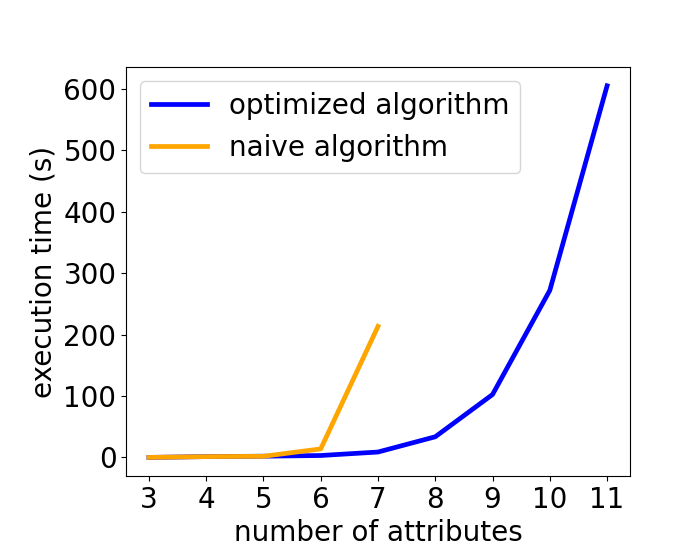 optimized algorithm
naive algorithm
execution time (s)
600
500
400
300
200
100
0
3 4 5 6 7 8 9 10 11
number of attributes